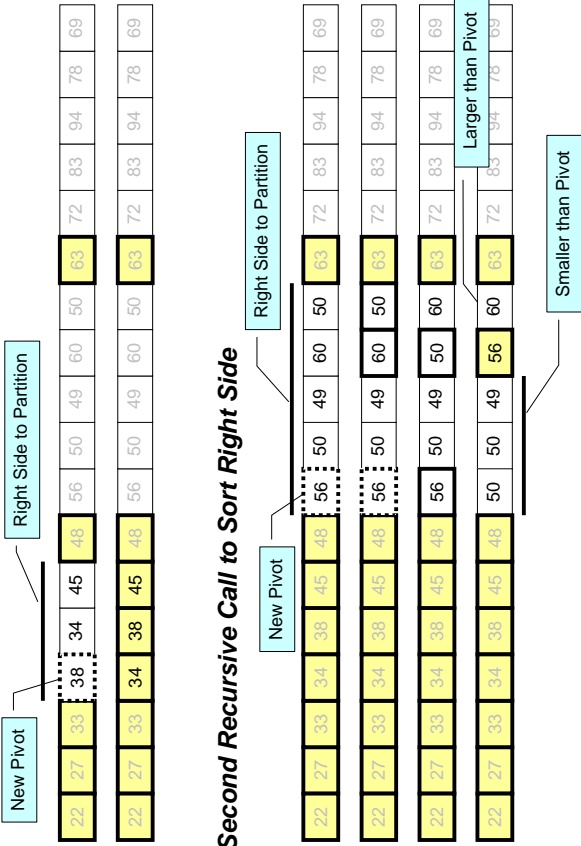 New Pivot
Right Side to Partition
22 27 33 38 34 45 48 56 50 49 60 50 63 72 83 94 78 69
22 27 33 34 38 45 48 56 50 49 60 50 63 72 83 94 78 69
Second Recursive Call to Sort Right Side
New Pivot
Right Side to Partition
22 27 33 34 38 45 48 56 50 49 60 50 63 72 83 94 78 69
22 27 33 34 38 45 48 56 50 49 60 50 63 72 83 94 78 69
22 27 33 34 38 45 48 56 50 49 50 60 63 72 83 94 78 69
Larger than Pivot
22 27 33 34 38 45 48 50 50 49 56 60 63 72 83 94 78 69
Smaller than Pivot